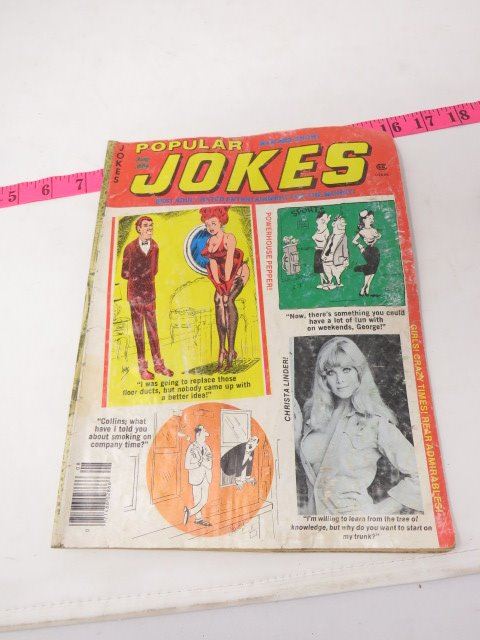 5 6 7
16 17 18
JOKES
POPULAR
JOKES
POWERHOUSE PEPPER!
SPORTS
"Now, there's something you could
have a lot of fun with
on weekends, George!"
"I was going to replace those
floor ducts, but nobody came up with
a better idea!"
CHRISTA LINDER!
GIRLS! CRAZY TIMES! REAR ADMIRABLES!
"Collins; what
have I told you
about smoking on
company time?"
"I'm willing to learn from the tree of
knowledge, but why do you want to start on
my trunk?"